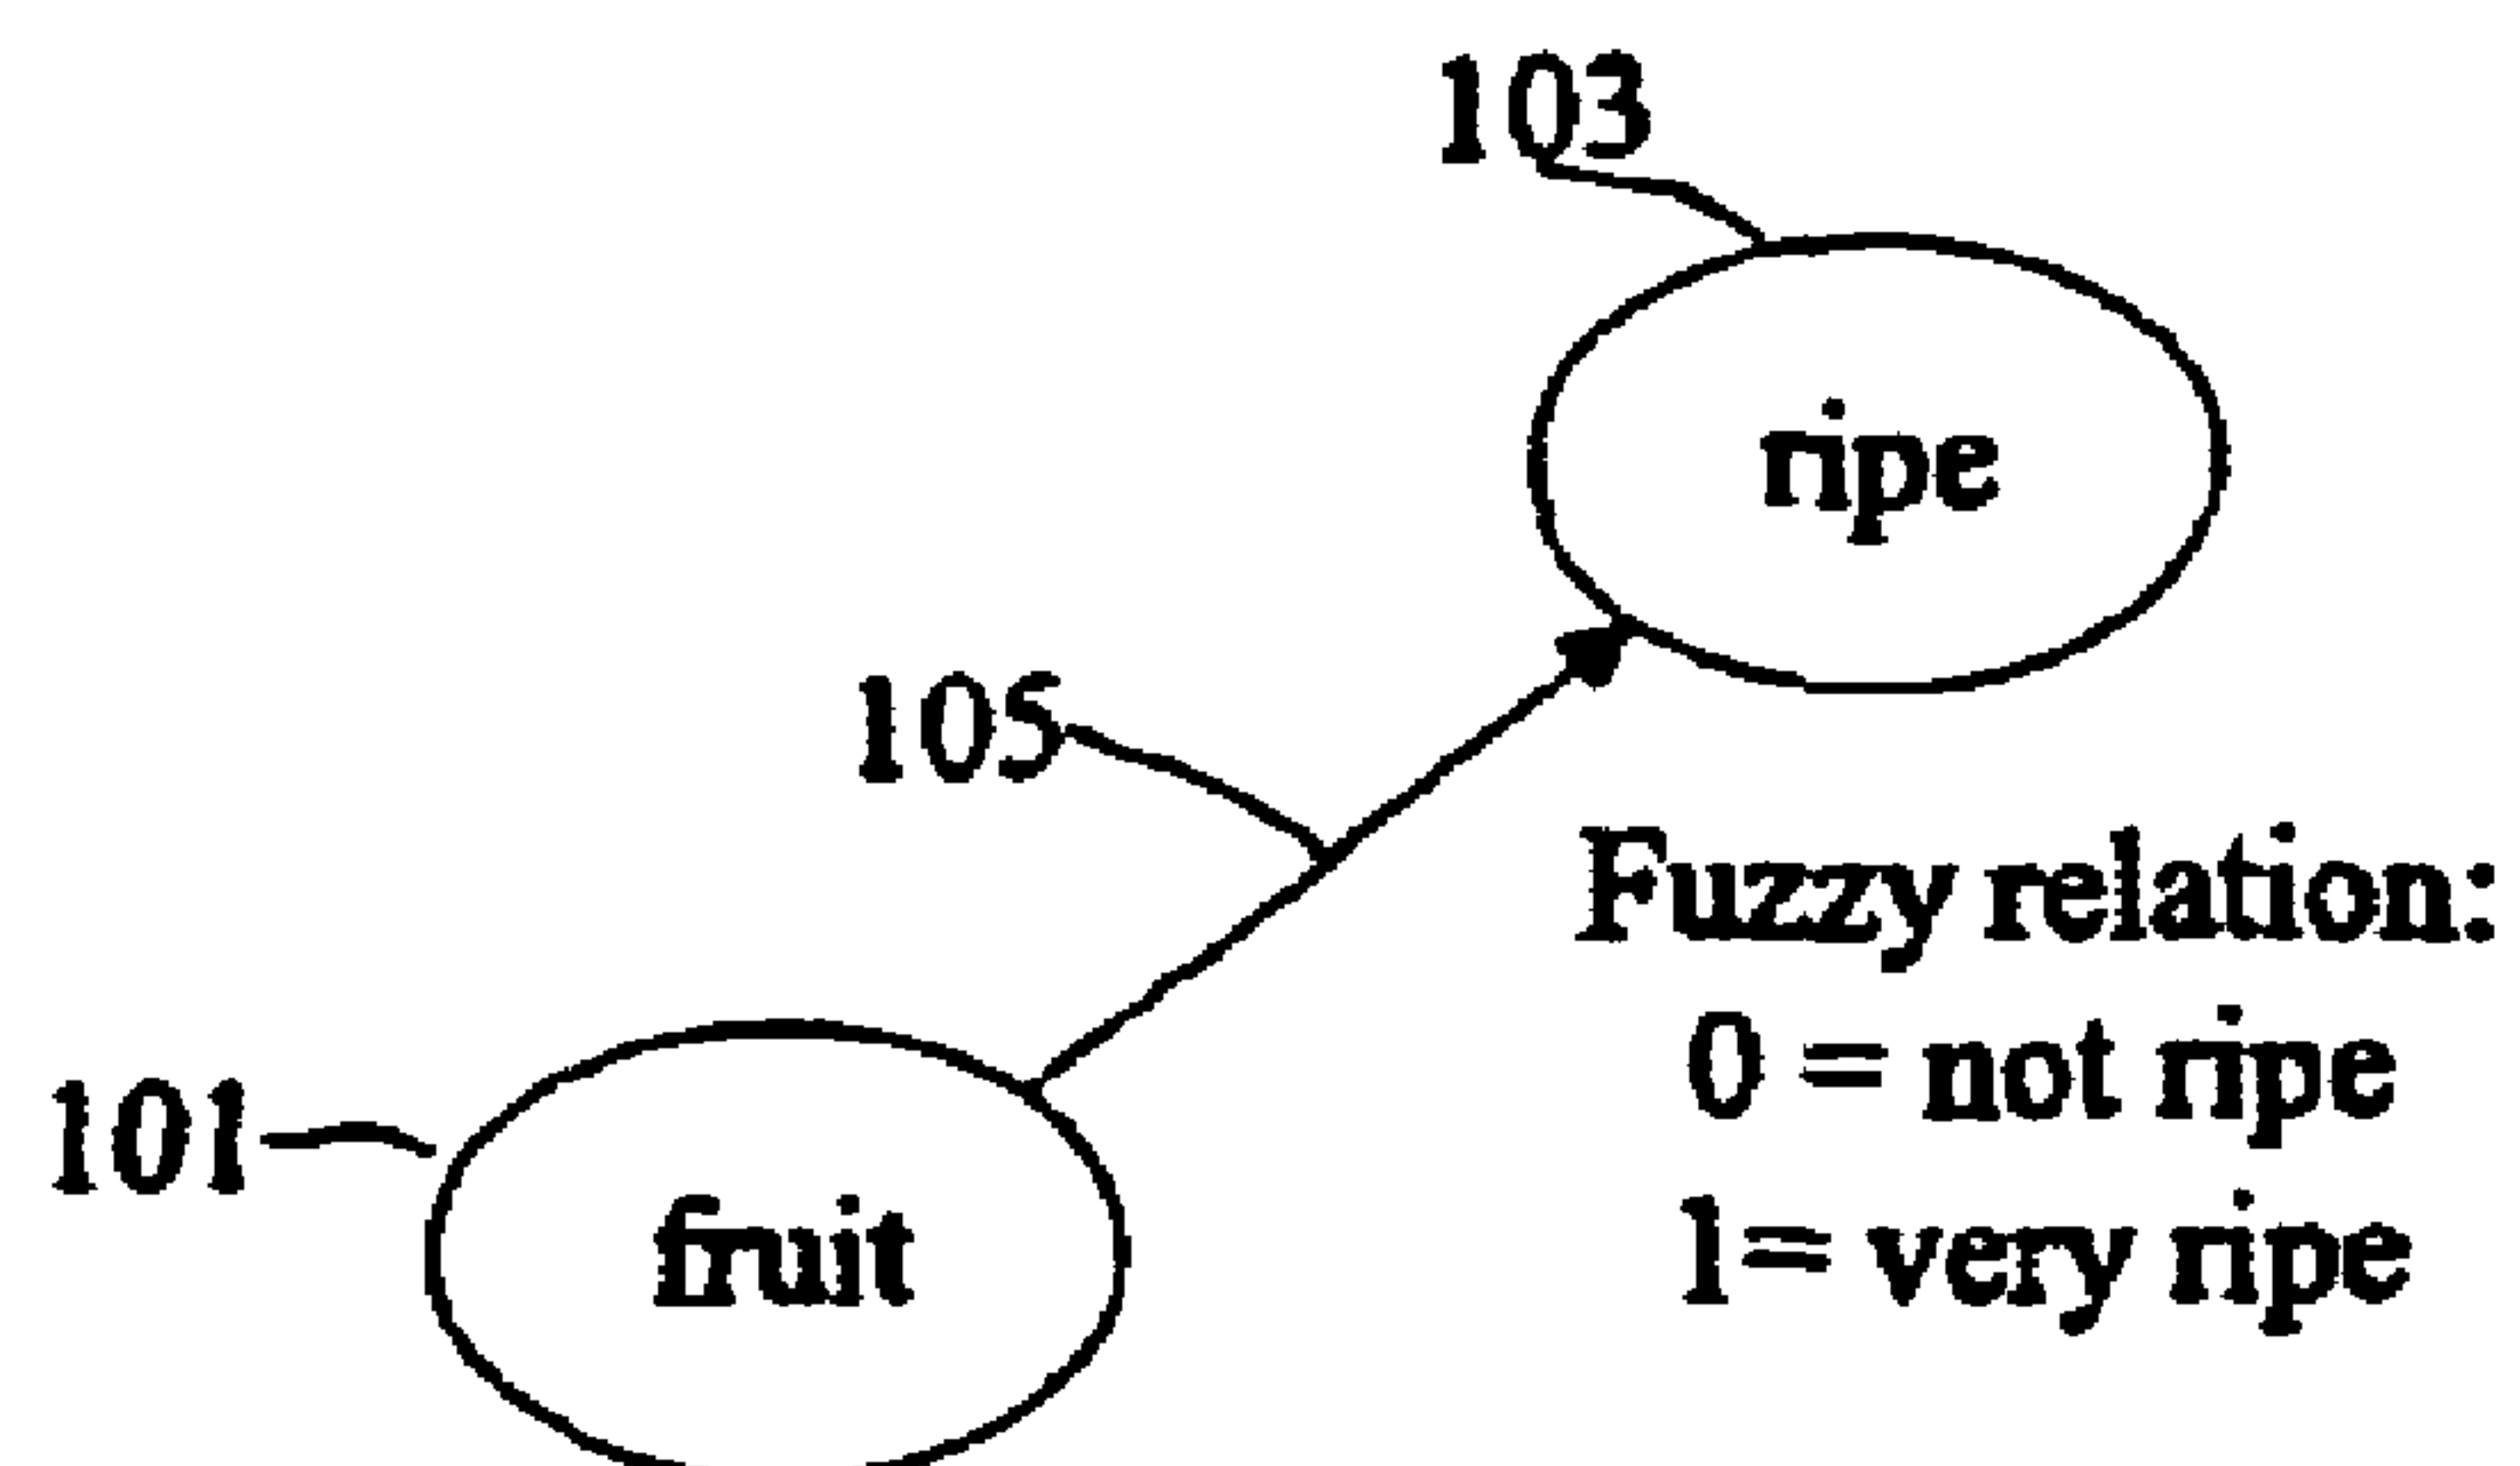 103
ripe
105
Fuzzy relation:
0 = not ripe
101
1= very ripe
fruit